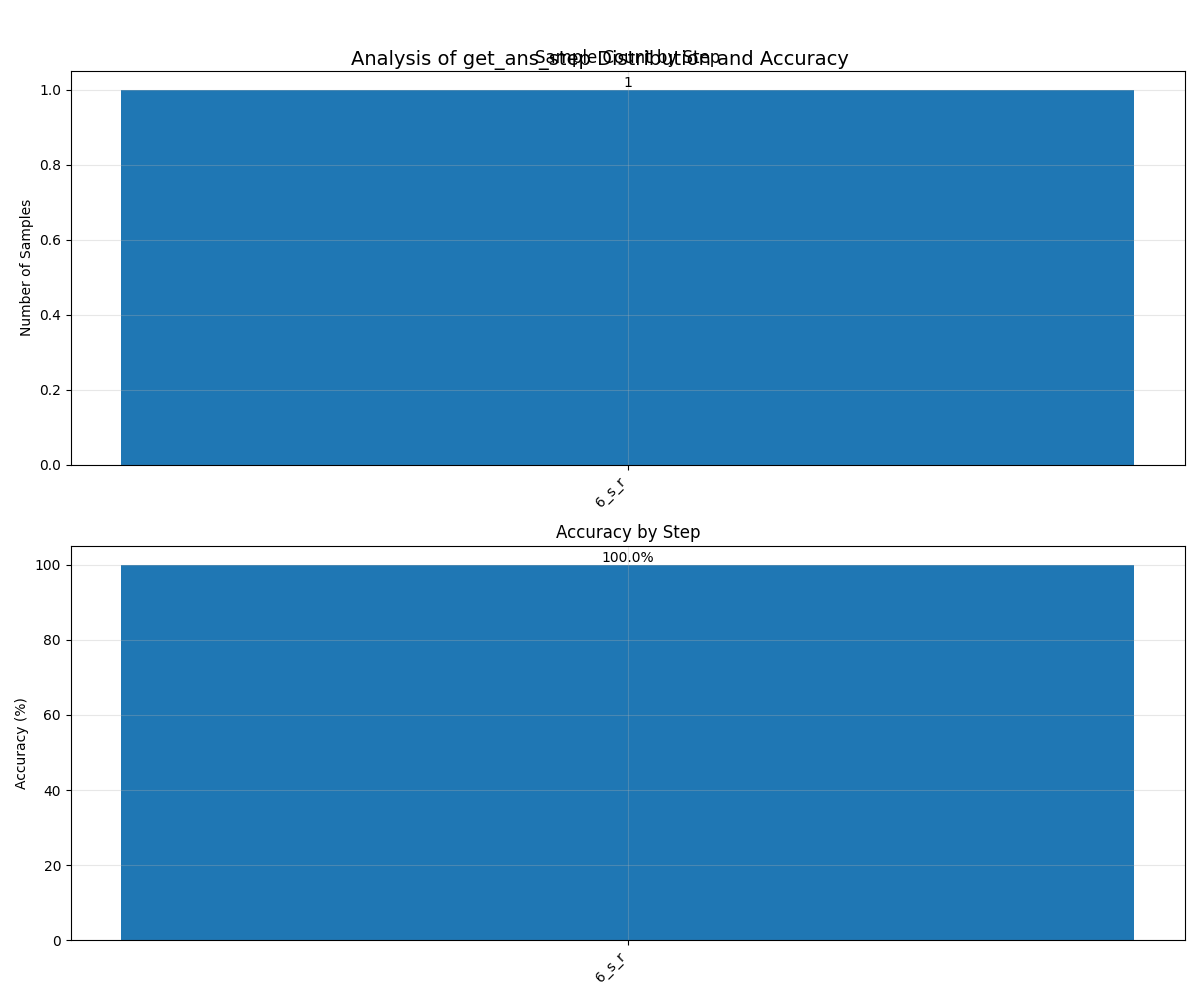 Analysis of get_ans_step Distribution and Accuracy
Sample Count by Step
1
1.0
0.8
0.6
0.4
0.2
0.0
Number of Samples
6_s_r
Accuracy by Step
100.0%
100
80
60
40
20
0
Accuracy (%)
6_s_r